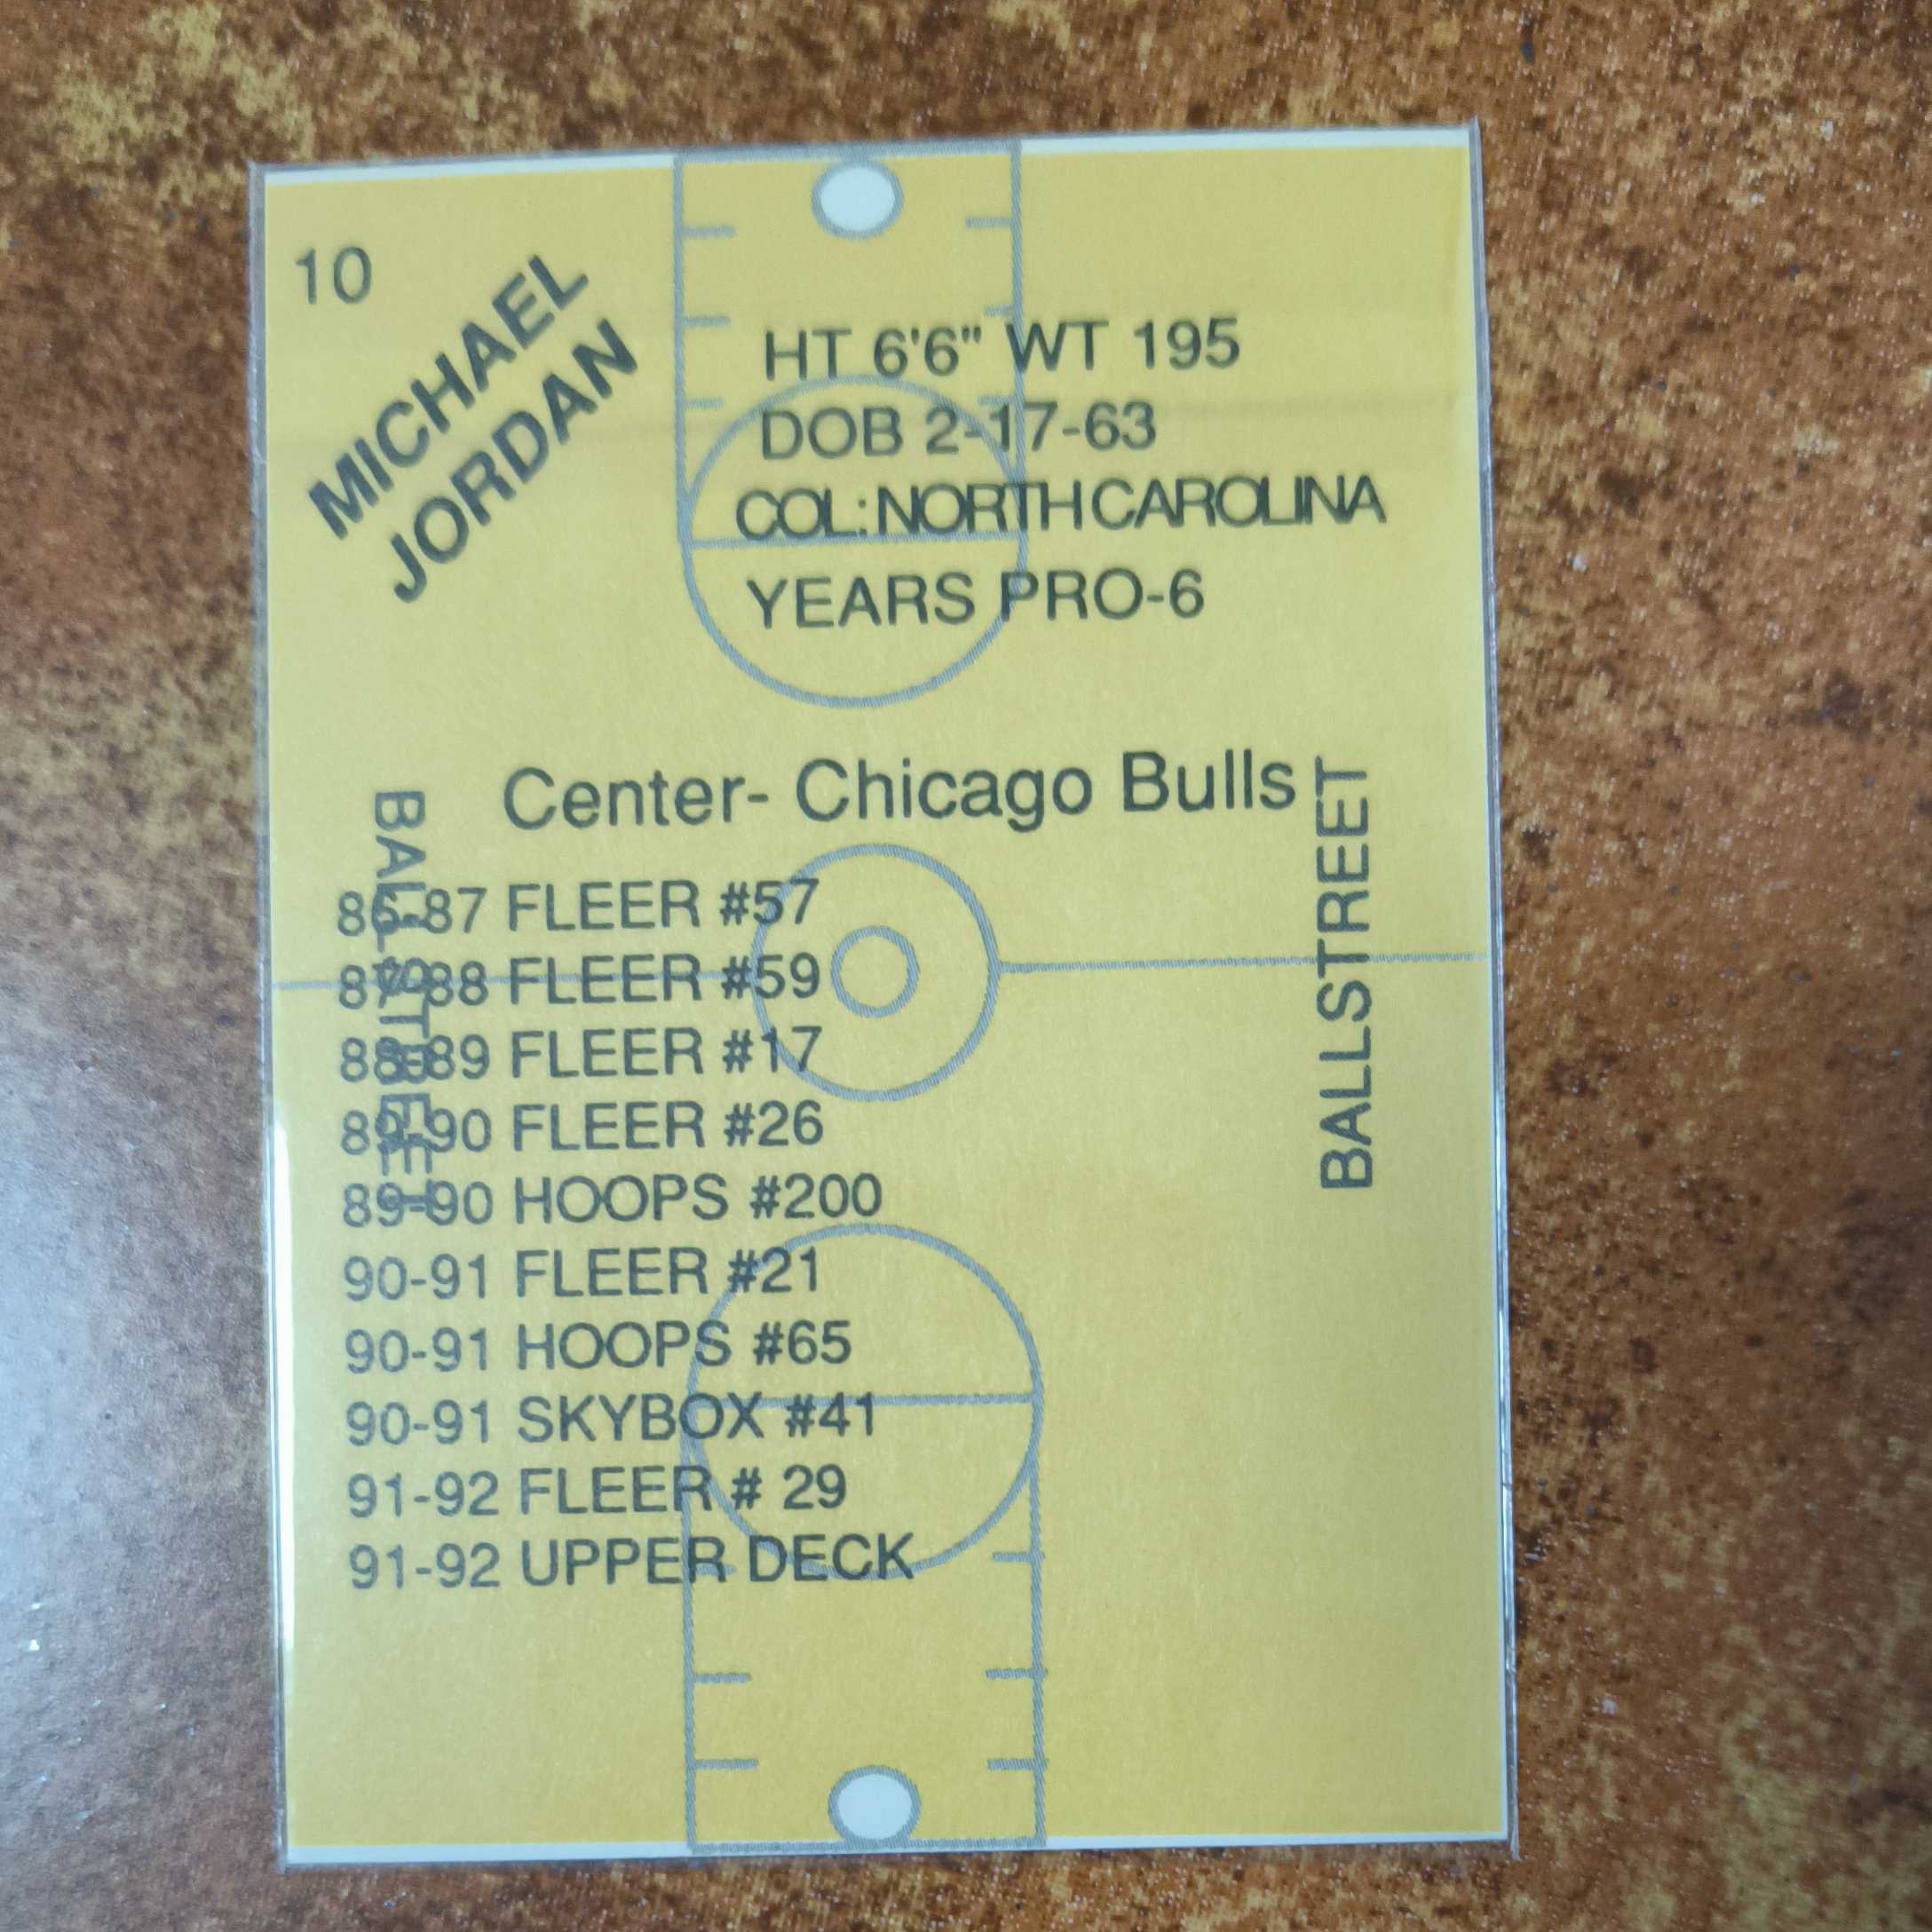 10
MICHAEL
JORDAN
HT 6'6" WT 195
DOB 2-17-63
COL: NORTH CAROLINA
YEARS PRO-6
Center- Chicago Bulls
BALLSTREET
BALLSTREET
86-87 FLEER #57
87-88 FLEER #59
88-89 FLEER #17
89-90 FLEER #26
89-90 HOOPS #200
90-91 FLEER #21
90-91 HOOPS #65
90-91 SKYBOX #41
91-92 FLEER # 29
91-92 UPPER DECK